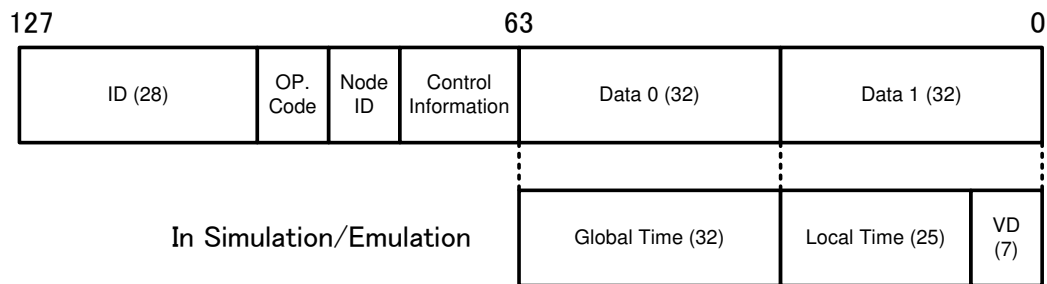 127 63 0
ID (28)
OP.
Code
Node
ID
Control
Information
Data 0 (32)
Data 1 (32)
In Simulation/Emulation
Global Time (32)
Local Time (25)
VD
(7)